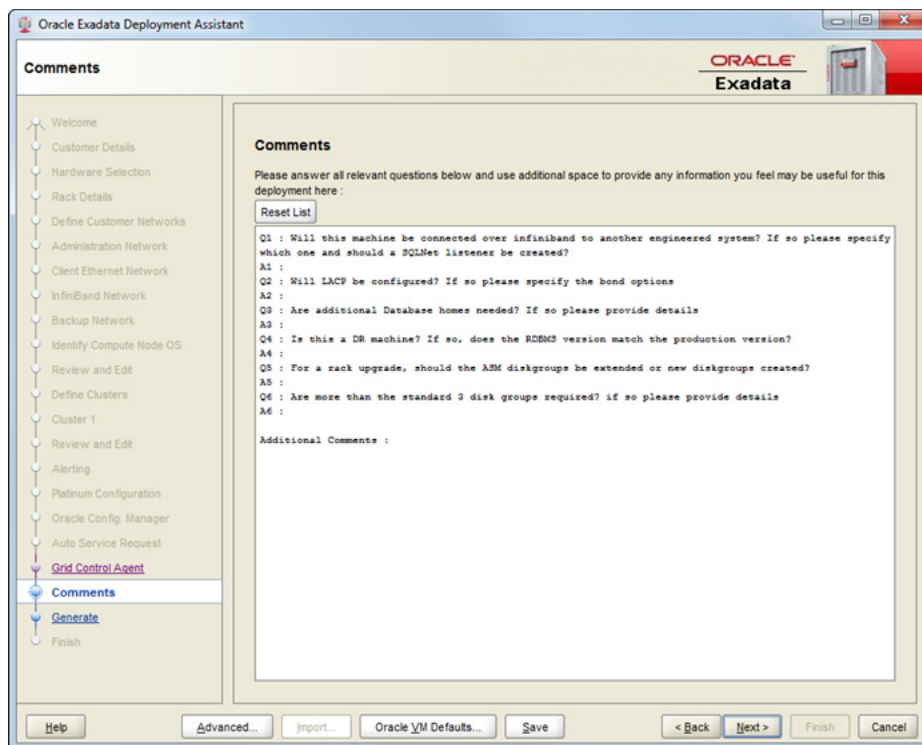 Oracle Exadata Deployment Assistant
Comments
ORACLE
Exadata
Welcome
Customer Details
Hardware Selection
Rack Details
Define Customer Networks
Administration Network
Client Ethernet Network
InfiniBand Network
Backup Network
Identify Compute Node OS
Review and Edit
Define Clusters
Cluster 1
Review and Edit
Alerting
Platinum Configuration
Oracle Config. Manager
Auto Service Request
Grid Control Agent
Comments
Generate
Finish
Comments
Please answer all relevant questions below and use additional space to provide any information you feel may be useful for this
deployment here :
Reset List
Q1 : Will this machine be connected over infiniband to another engineered system? If so please specify
which one and should a SQLNet listener be created?
A1 :
Q2 : Will LACP be configured? If so please specify the bond options
A2 :
Q3 : Are additional Database homes needed? If so please provide details
A3 :
Q4 : Is this a DR machine? If so, does the RDBMS version match the production version?
A4 :
Q5 : For a rack upgrade, should the ASM diskgroups be extended or new diskgroups created?
A5 :
Q6 : Are more than the standard 3 disk groups required? if so please provide details
A6 :
Additional Comments :
Help
Advanced...
Import...
Oracle VM Defaults...
Save
< Back
Next >
Finish
Cancel